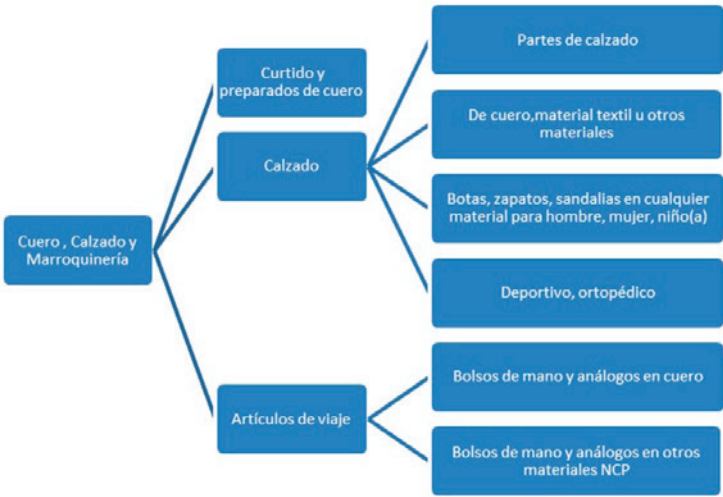 Partes de calzado
Curtido y
preparados de cuero
De cuero,material textil u otros
materiales
Calzado
Botas, zapatos, sandalias en cualquier
material para hombre, mujer, niño(a)
Cuero , Calzado y
Marroquinería
Deportivo, ortopédico
Bolsos de mano y análogos en cuero
Artículos de viaje
Bolsos de mano y análogos en otros
materiales NCP